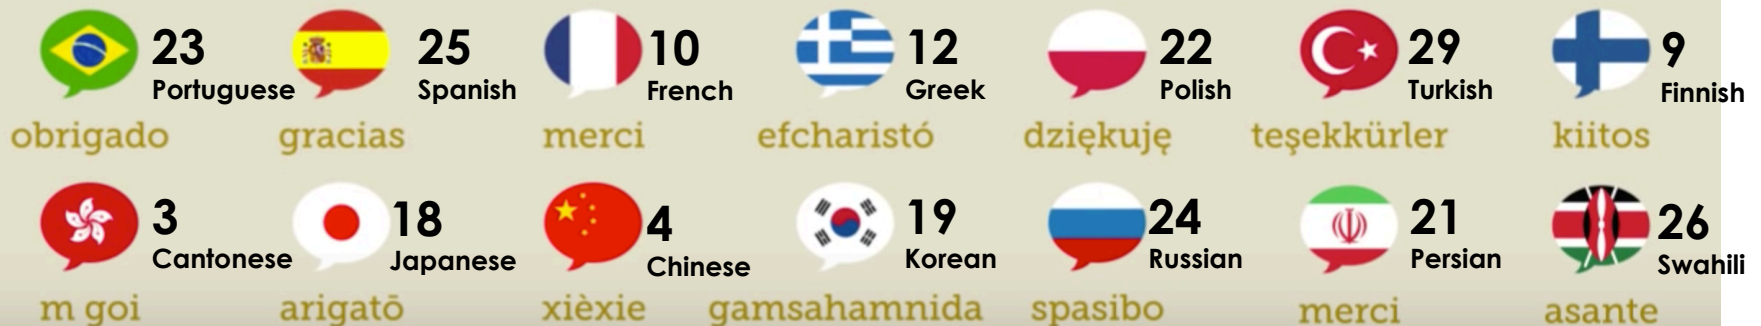 23 25 10 12 22 29 9
Portuguese Spanish French Greek Polish Turkish Finnish
obrigado gracias merci efcharistó dziękuję teşekkürler kiitos
3 18 4 19 24 21 26
Cantonese Japanese Chinese Korean Russian Persian Swahili
m goi arigatō xièxie gamsahamnida spasibo merci asante